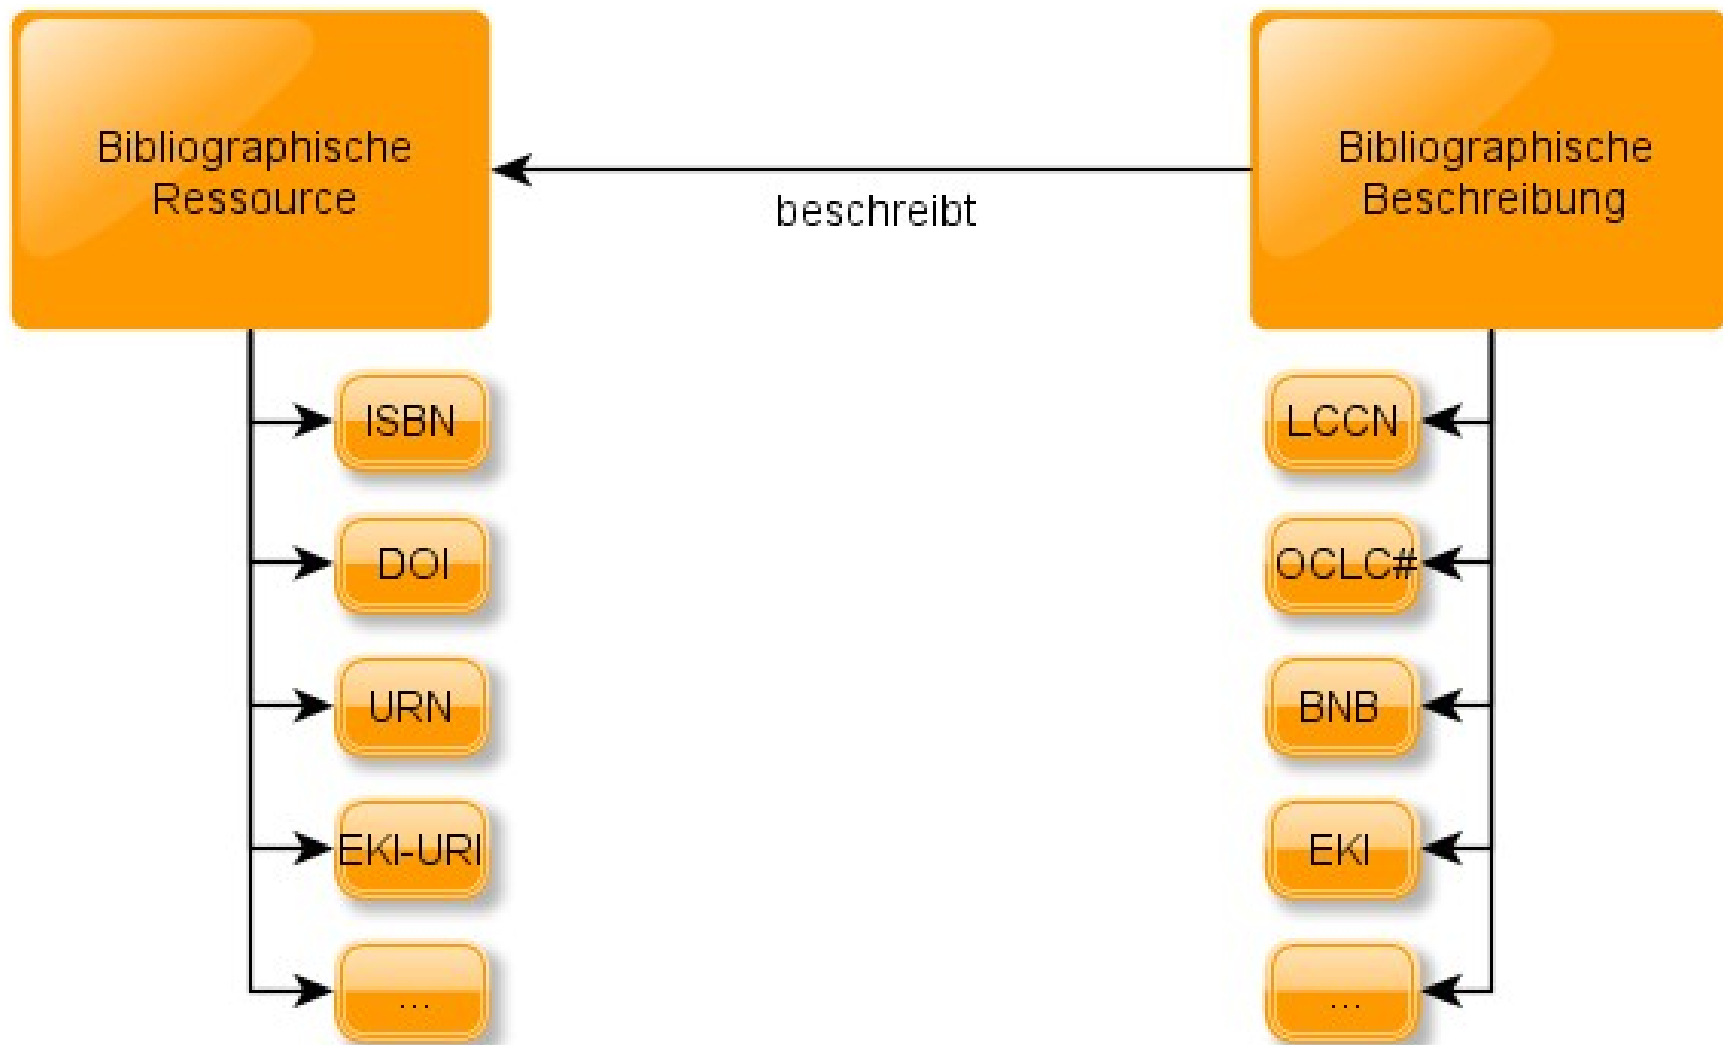 Bibliographische
Ressource
beschreibt
Bibliographische
Beschreibung
ISBN
DOI
URN
EKI-URI
...
LCCN
OCLC#
BNB
EKI
...